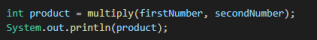 int product = multiply(firstNumber, secondNumber);
System.out.println(product);